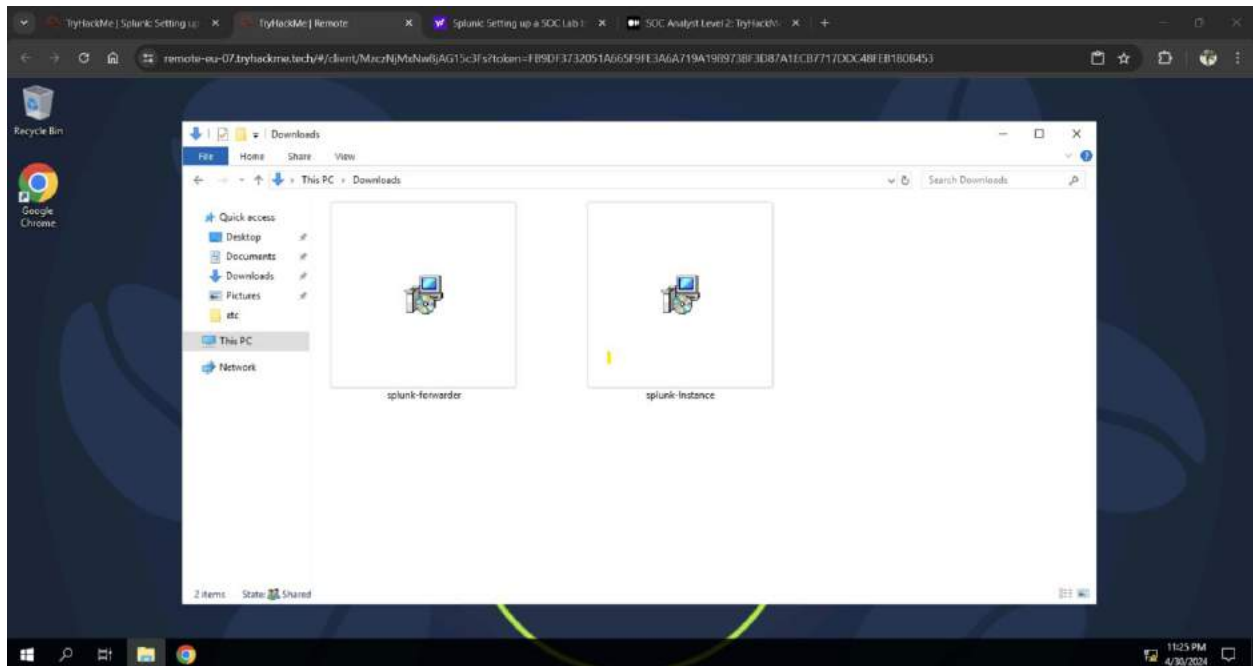 TryHackMe | Splunk: Setting up
TryHackMe | Remote
Splunk: Setting up a SOC Lab
SOC Analyst Level 2: TryHackM
Recycle Bin
Google
Chrome
Downloads
File Home Share View
This PC Downloads
Search Downloads
Quick access
Desktop
Documents
Downloads
Pictures
etc
This PC
Network
splunk-forwarder
splunk-instance
2 items State: Shared
11:25 PM
4/30/2024